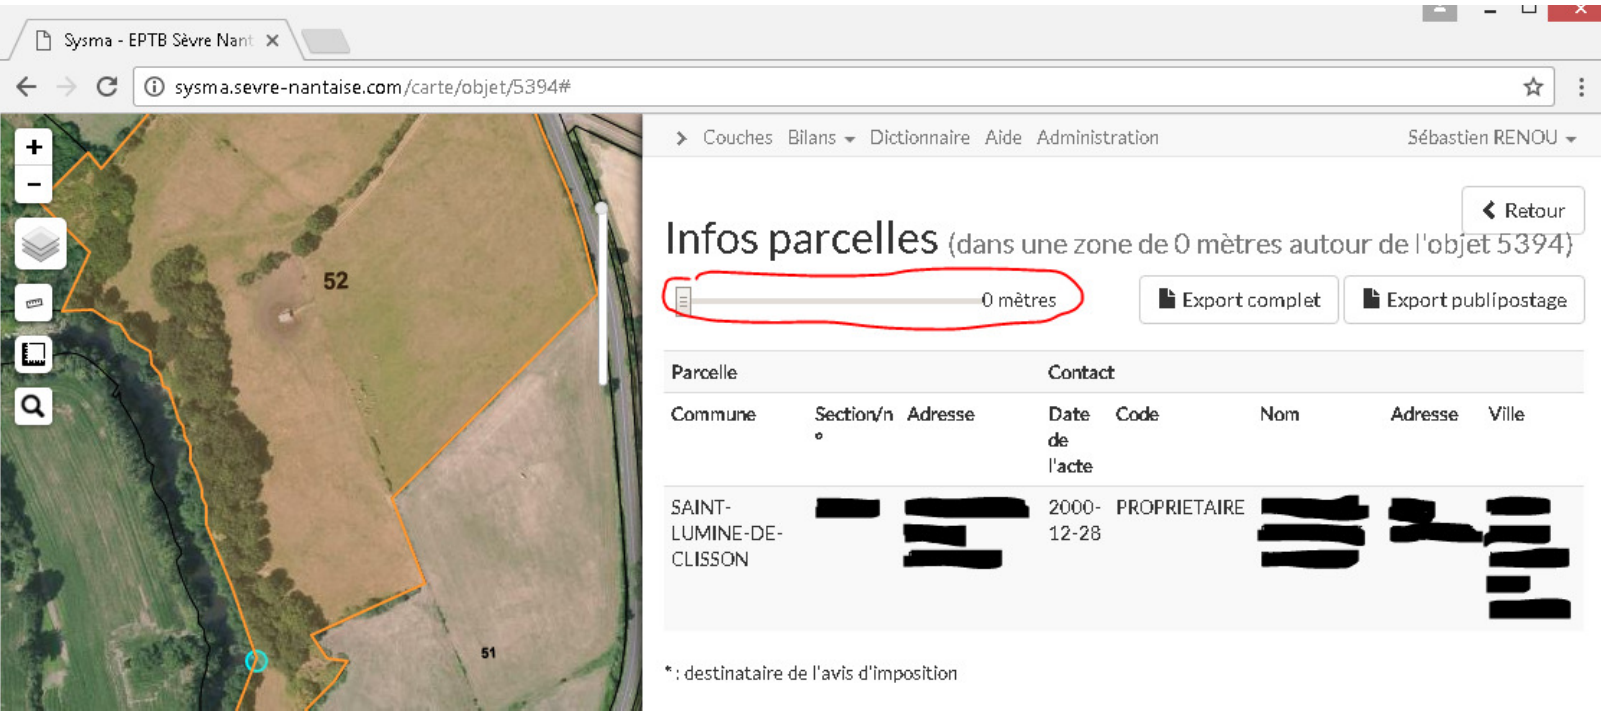 Sysma - EPTB Sèvre Nant
sysma.sevre-nantaise.com/carte/objet/5394#
Couches Bilans Dictionnaire Aide Administration Sébastien RENOU
Retour
Infos parcelles (dans une zone de 0 mètres autour de l'objet 5394)
0 mètres
Export complet
Export publipostage
Parcelle Contact
Commune Section/n° Adresse Date de l'acte Code Nom Adresse Ville
SAINT-LUMINE-DE-CLISSON 2000-12-28 PROPRIETAIRE
* : destinataire de l'avis d'imposition
+
−
52
51